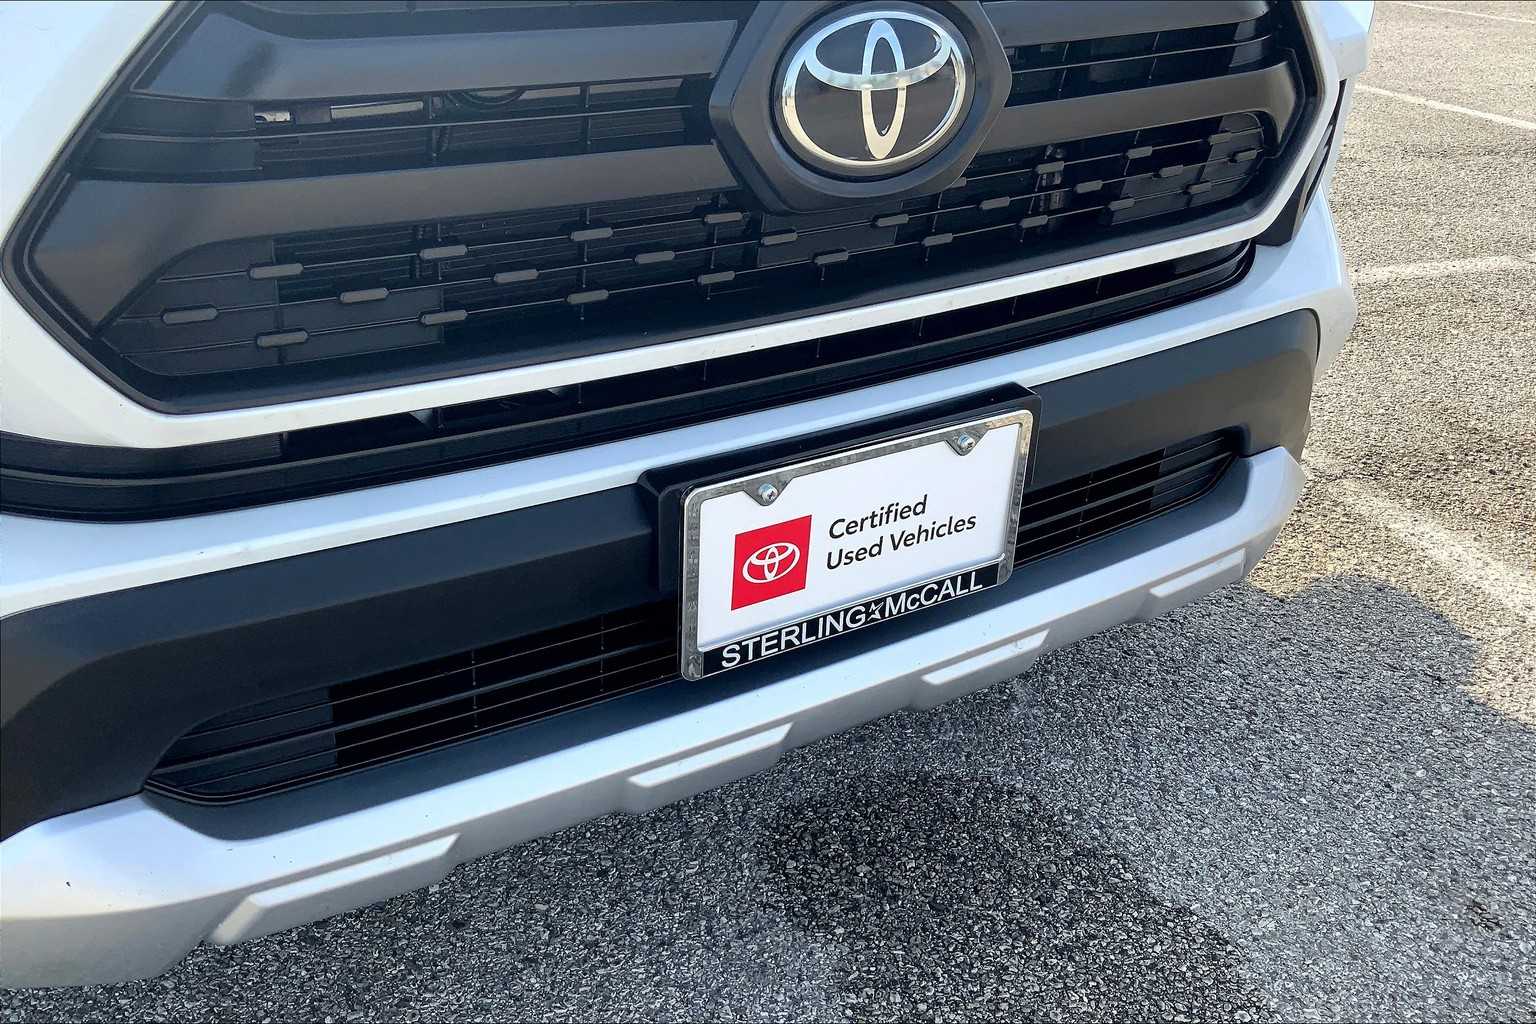 Certified
Used Vehicles
STERLING McCALL